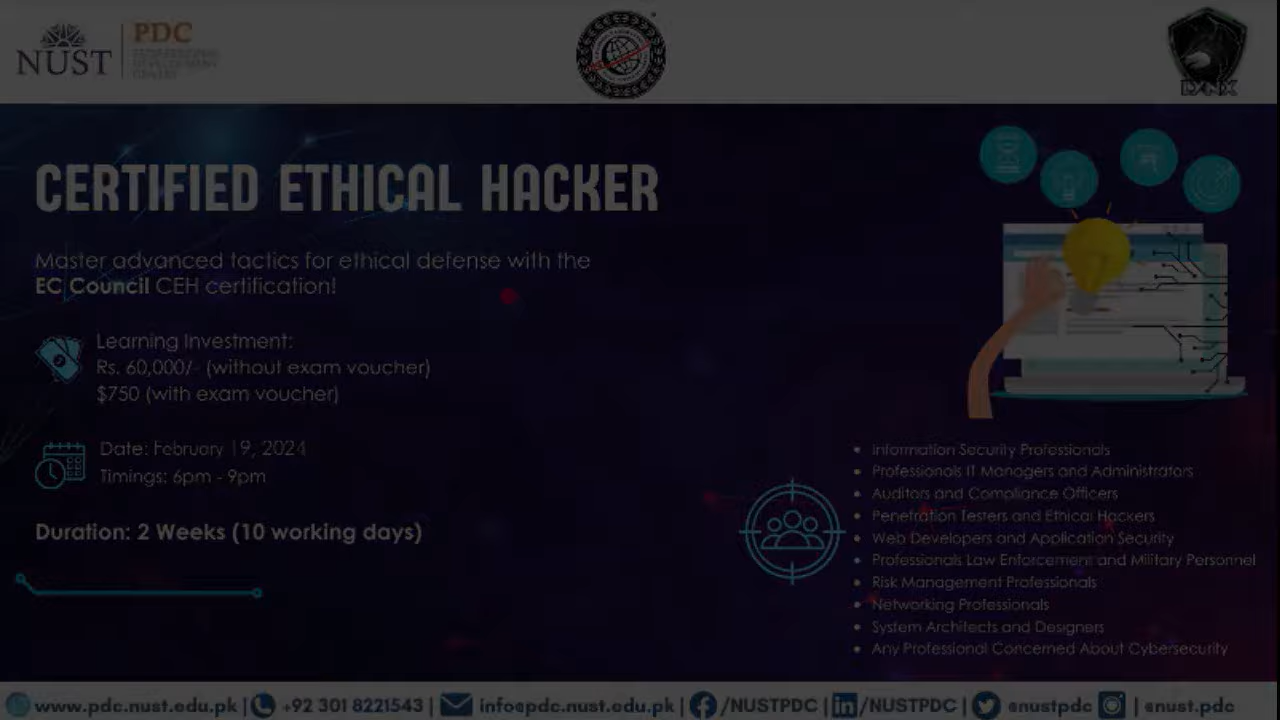 NUST
PDC
PROFESSIONAL
DEVELOPMENT
CENTRE
LYNX
CERTIFIED ETHICAL HACKER
Master advanced tactics for ethical defense with the
EC Council CEH certification!
Learning Investment:
Rs. 60,000/- (without exam voucher)
$750 (with exam voucher)
Date: February 19, 2024
Timings: 6pm - 9pm
Duration: 2 Weeks (10 working days)
• Information Security Professionals
• Professionals IT Managers and Administrators
• Auditors and Compliance Officers
• Penetration Testers and Ethical Hackers
• Web Developers and Application Security
• Professionals Law Enforcement and Military Personnel
• Risk Management Professionals
• Networking Professionals
• System Architects and Designers
• Any Professional Concerned About Cybersecurity
www.pdc.nust.edu.pk | +92 301 8221543 | info@pdc.nust.edu.pk | /NUSTPDC | /NUSTPDC | @nustpdc | @nust.pdc